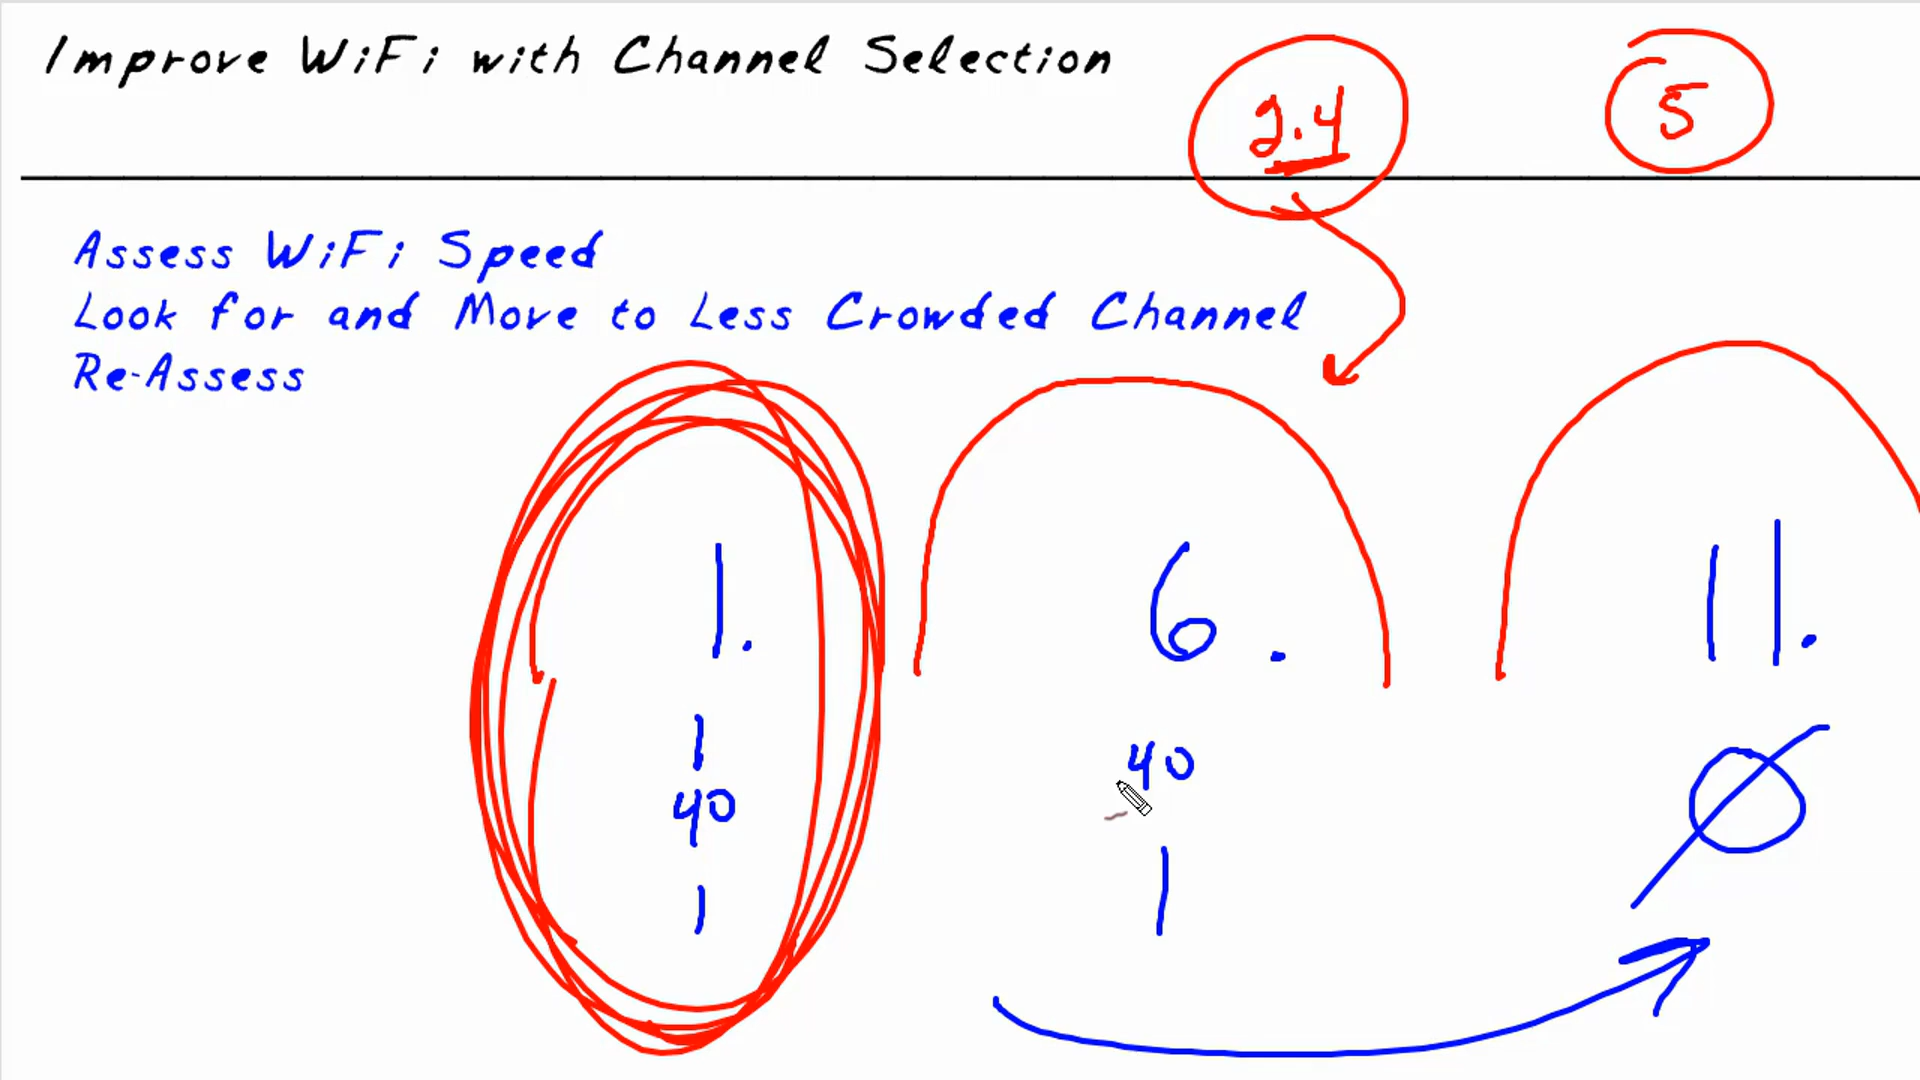 Improve WiFi with Channel Selection
2.4
5
Assess WiFi Speed
Look for and Move to Less Crowded Channel
Re-Assess
1. 6. 11.
1
40 40
1 1